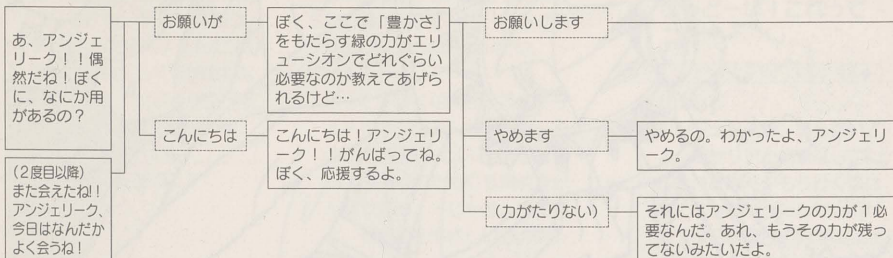 あ、アンジェ
リーク！！偶
然だね！ぼく
に、なにか用
があるの？
(２度目以降)
また会えたね!!
アンジェリーク、
今日はなんだか
よく会うね！
お願いが
ぼく、ここで「豊かさ」
をもたらす緑の力がエリ
ューシオンでどれぐらい
必要なのか教えてあげら
れるけど…
お願いします
やめます
やめるの。わかったよ、アンジェリ
ーク。
(力がたりない)
それにはアンジェリークの力が１必
要なんだ。あれ、もうその力が残っ
てないみたいだよ。
こんにちは
こんにちは！アンジェリ
ーク！！がんばってね。
ぼく、応援するよ。